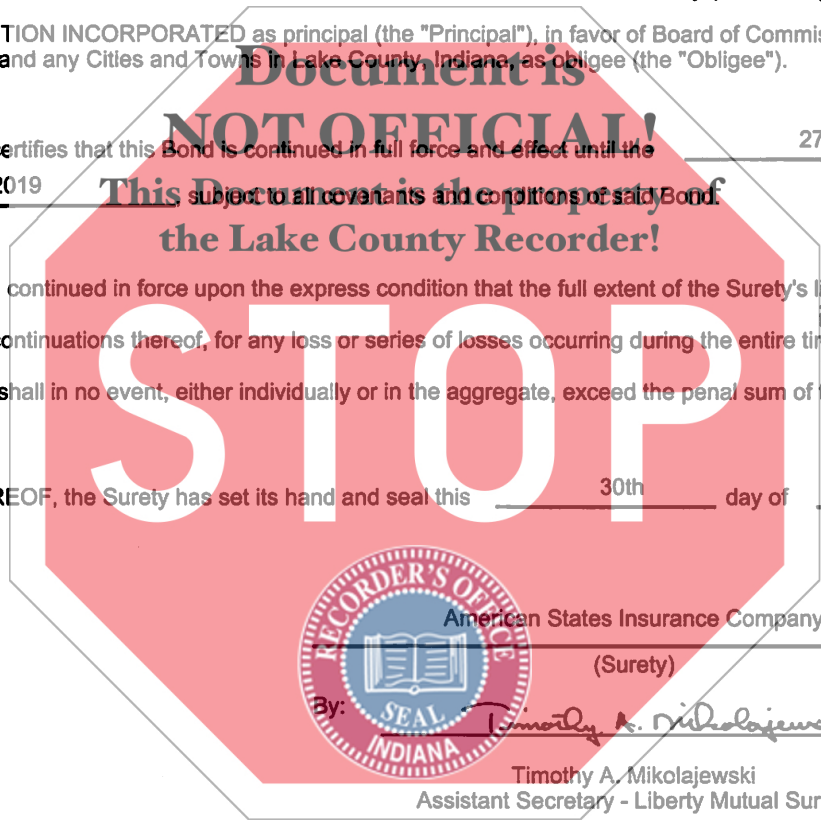 TION INCORPORATED as principal (the "Principal"), in favor of Board of Commis
and any Cities and Towns in Lake County, Indiana, as obligee (the "Obligee").
Document is
NOT OFFICIAL!
ertifies that this Bond is continued in full force and effect until the 27
2019, subject to all covenants and conditions of said Bond.
This Document is the property of
the Lake County Recorder!
continued in force upon the express condition that the full extent of the Surety's li
ontinuations thereof, for any loss or series of losses occurring during the entire tim
shall in no event, either individually or in the aggregate, exceed the penal sum of t
STOP
REOF, the Surety has set its hand and seal this 30th day of
RECORDER'S OFFICE
SEAL
INDIANA
American States Insurance Company
(Surety)
By: Timothy A. Mikolajews
Timothy A. Mikolajewski
Assistant Secretary - Liberty Mutual Sur